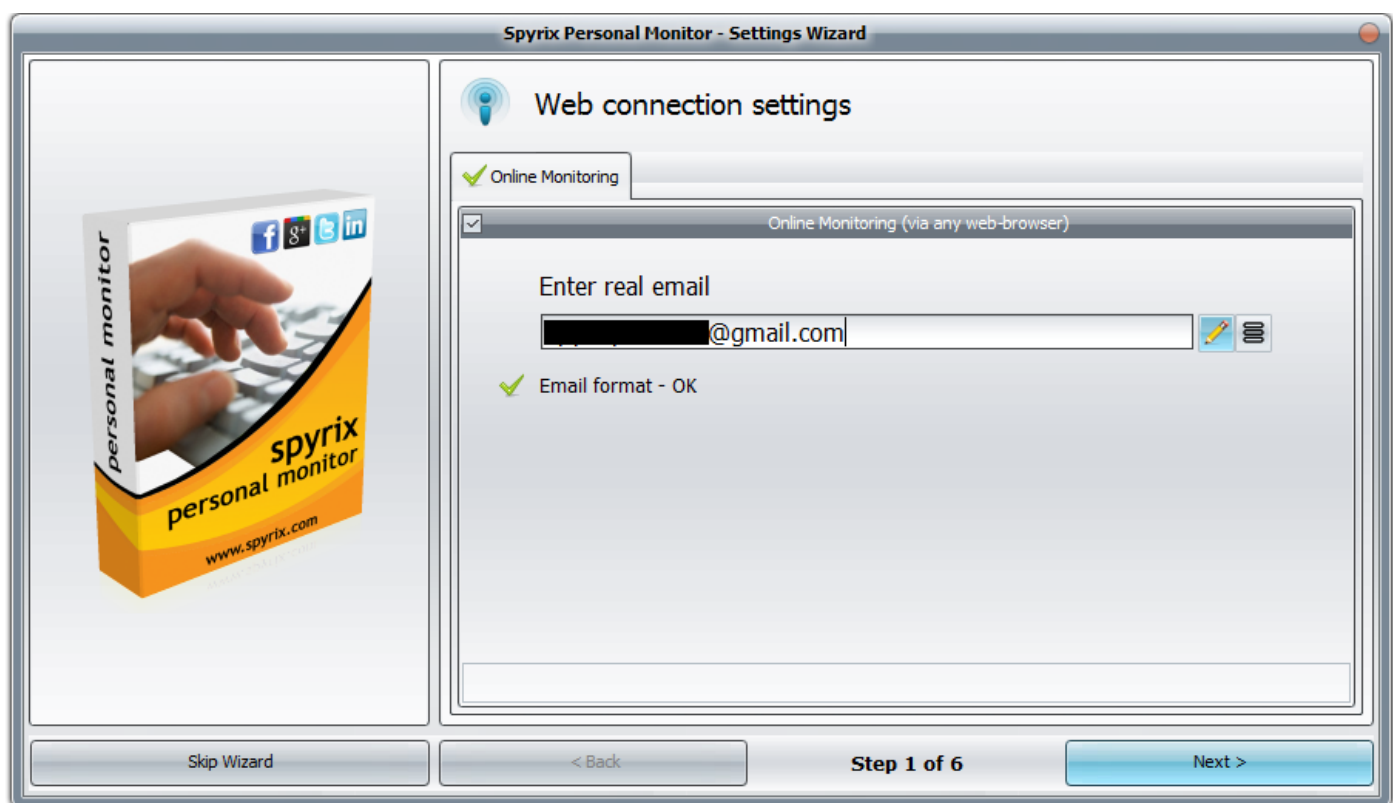 Spyrix Personal Monitor - Settings Wizard
Web connection settings
Online Monitoring
Online Monitoring (via any web-browser)
Enter real email
@gmail.com
Email format - OK
personal monitor
f g+ t in
spyrix
personal monitor
www.spyrix.com
Skip Wizard
< Back
Step 1 of 6
Next >